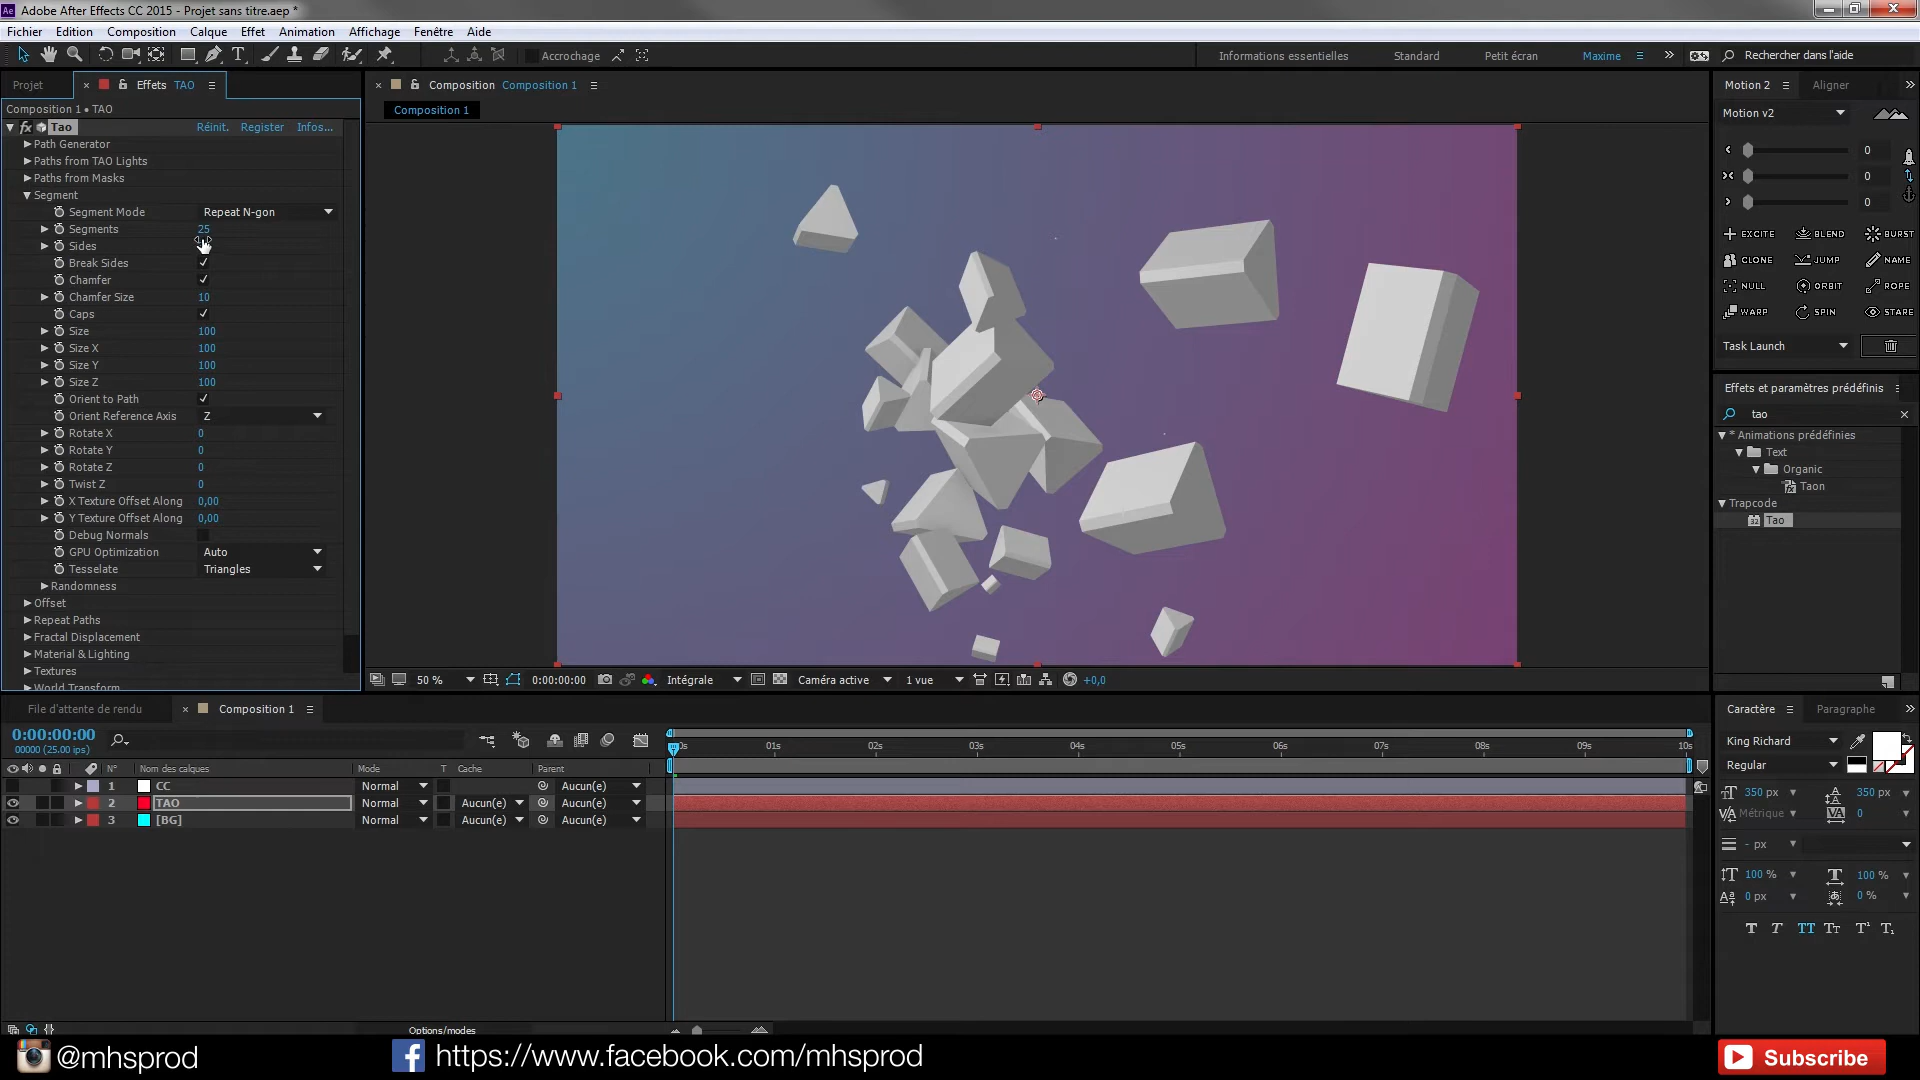 Ae Adobe After Effects CC 2015 - Projet sans titre.aep *
Fichier Edition Composition Calque Effet Animation Affichage Fenêtre Aide
T Accrochage Informations essentielles Standard Petit écran Maxime Rechercher dans l'aide
Projet Effets TAO
Composition Composition 1
Motion 2 Aligner
Composition 1 • TAO
Composition 1
Motion v2
fx Tao Réinit. Register Infos...
Path Generator
Paths from TAO Lights
Paths from Masks
Segment
Segment Mode Repeat N-gon
Segments 25
Sides
Break Sides
Chamfer
Chamfer Size 10
Caps
Size 100
Size X 100
Size Y 100
Size Z 100
Orient to Path
Orient Reference Axis Z
Rotate X 0
Rotate Y 0
Rotate Z 0
Twist Z 0
X Texture Offset Along 0,00
Y Texture Offset Along 0,00
Debug Normals
GPU Optimization Auto
Tesselate Triangles
Randomness
Offset
Repeat Paths
Fractal Displacement
Material & Lighting
Textures
World Transform
0
0
0
EXCITE BLEND BURST
CLONE JUMP NAME
NULL ORBIT ROPE
WARP SPIN STARE
Task Launch
Effets et paramètres prédéfinis
tao
* Animations prédéfinies
Text
Organic
Taon
Trapcode
32 Tao
50 % 0:00:00:00 Intégrale Caméra active 1 vue +0,0
File d'attente de rendu Composition 1
0:00:00:00
00000 (25.00 ips)
01s 02s 03s 04s 05s 06s 07s 08s 09s 10s
N° Nom des calques Mode T Cache Parent
1 CC Normal Aucun(e)
2 TAO Normal Aucun(e) Aucun(e)
3 [BG] Normal Aucun(e) Aucun(e)
Options/modes
Caractère Paragraphe
King Richard
Regular
350 px 350 px
Métrique 0
- px
100 % 100 %
0 px 0 %
T T TT Tt T¹ T₁
@mhsprod
https://www.facebook.com/mhsprod
Subscribe